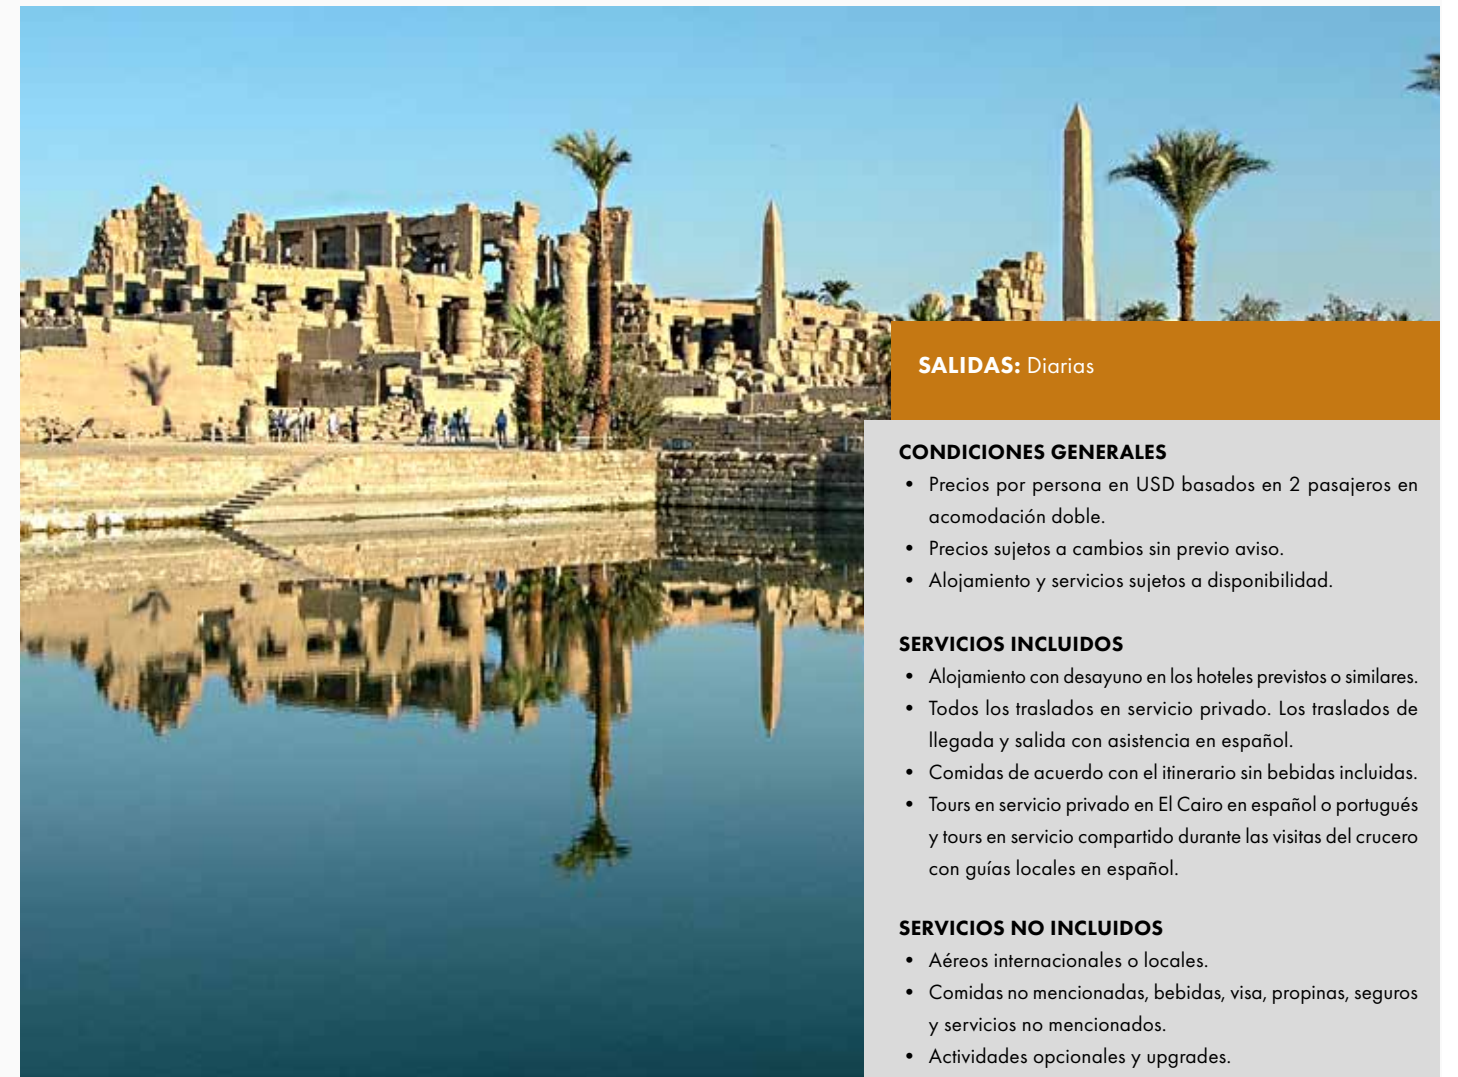 SALIDAS: Diarias
CONDICIONES GENERALES
• Precios por persona en USD basados en 2 pasajeros en
acomodación doble.
• Precios sujetos a cambios sin previo aviso.
• Alojamiento y servicios sujetos a disponibilidad.
SERVICIOS INCLUIDOS
• Alojamiento con desayuno en los hoteles previstos o similares.
• Todos los traslados en servicio privado. Los traslados de
llegada y salida con asistencia en español.
• Comidas de acuerdo con el itinerario sin bebidas incluidas.
• Tours en servicio privado en El Cairo en español o portugués
y tours en servicio compartido durante las visitas del crucero
con guías locales en español.
SERVICIOS NO INCLUIDOS
• Aéreos internacionales o locales.
• Comidas no mencionadas, bebidas, visa, propinas, seguros
y servicios no mencionados.
• Actividades opcionales y upgrades.